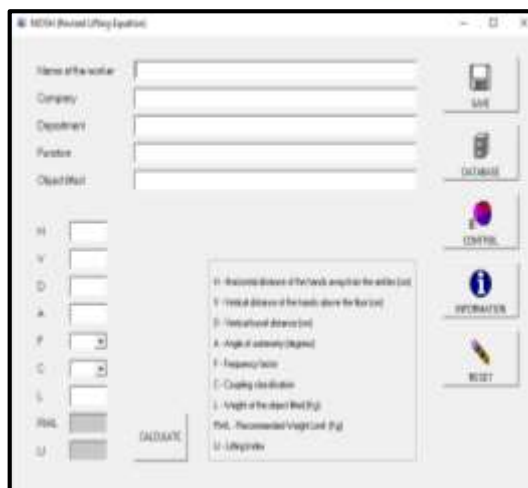 NIOSH (Revised Lifting Equation)
Name of the worker
Company
Department
Function
Object lifted
SAVE
DATABASE
CONTROL
INFORMATION
RESET
H
V
D
A
F
C
L
RWL
LI
CALCULATE
H - Horizontal distance of the hands away from the ankles (cm)
V - Vertical distance of the hands above the floor (cm)
D - Vertical travel distance (cm)
A - Angle of asymmetry (degrees)
F - Frequency factor
C - Coupling classification
L - Weight of the object lifted (Kg)
RWL - Recommended Weight Limit (Kg)
LI - Lifting Index